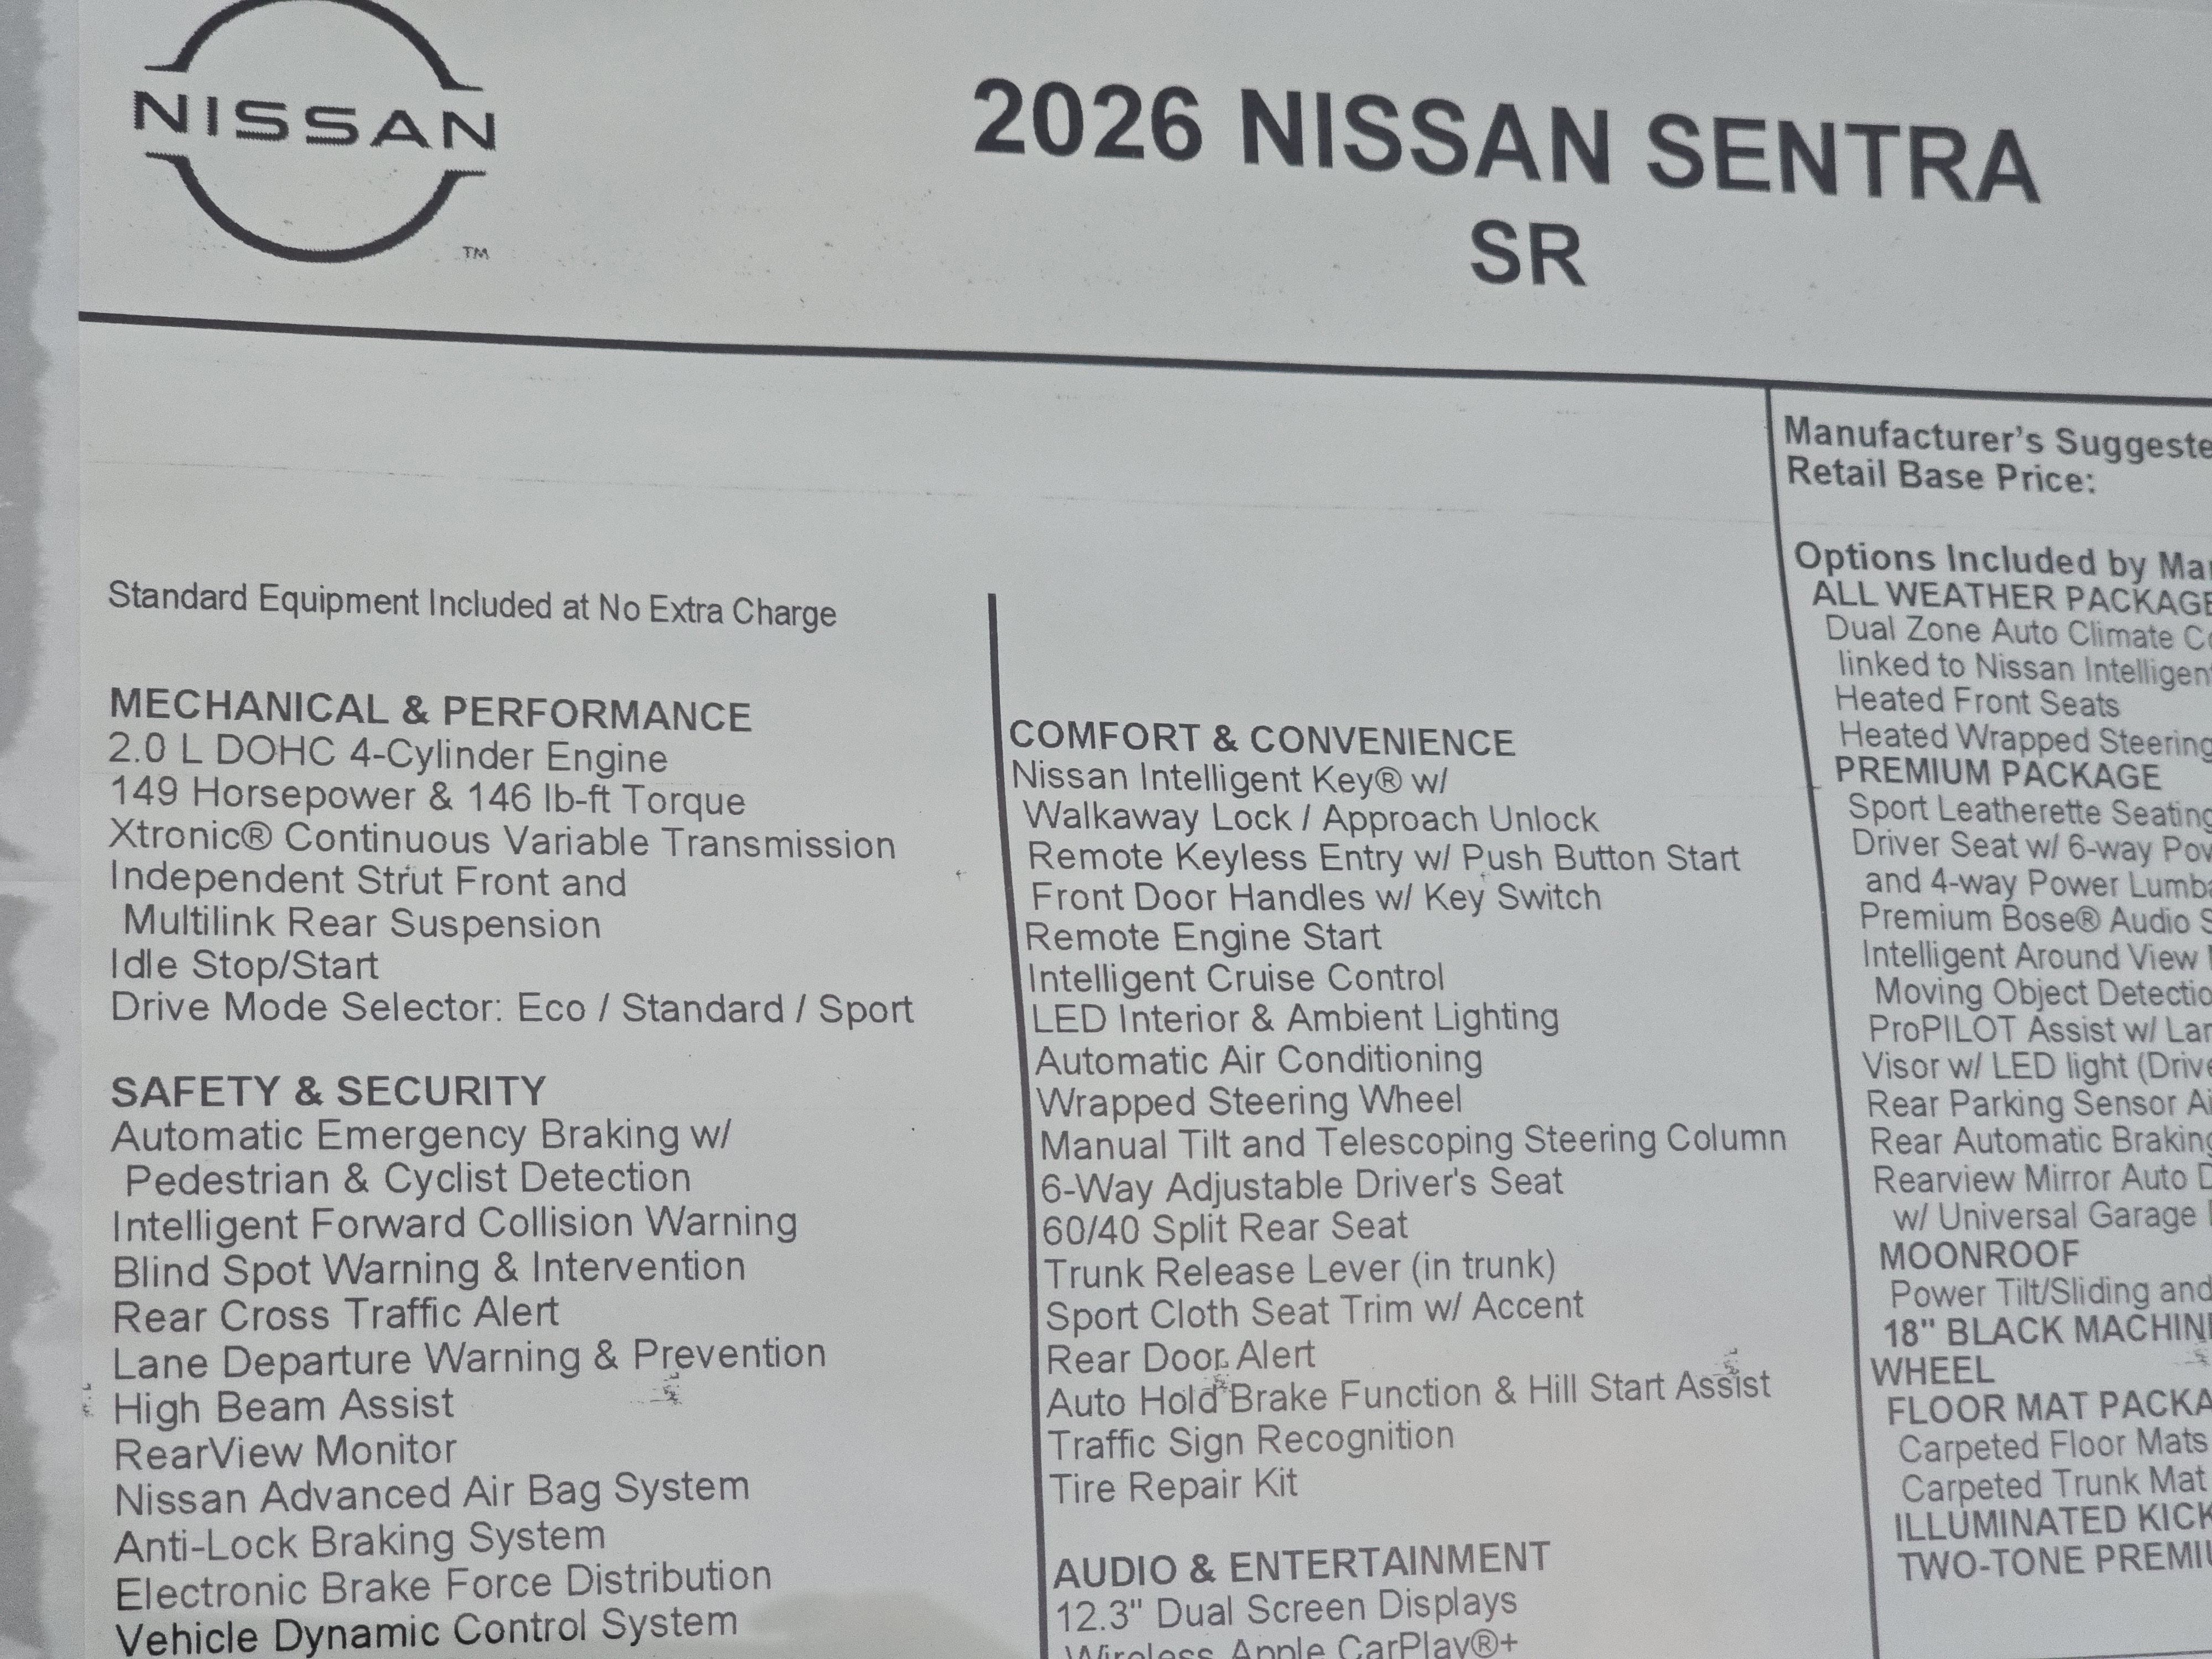 NISSAN
TM
2026 NISSAN SENTRA
SR
Standard Equipment Included at No Extra Charge
MECHANICAL & PERFORMANCE
2.0 L DOHC 4-Cylinder Engine
149 Horsepower & 146 lb-ft Torque
Xtronic® Continuous Variable Transmission
Independent Strut Front and
Multilink Rear Suspension
Idle Stop/Start
Drive Mode Selector: Eco / Standard / Sport
SAFETY & SECURITY
Automatic Emergency Braking w/
Pedestrian & Cyclist Detection
Intelligent Forward Collision Warning
Blind Spot Warning & Intervention
Rear Cross Traffic Alert
Lane Departure Warning & Prevention
High Beam Assist
RearView Monitor
Nissan Advanced Air Bag System
Anti-Lock Braking System
Electronic Brake Force Distribution
Vehicle Dynamic Control System
COMFORT & CONVENIENCE
Nissan Intelligent Key® w/
Walkaway Lock / Approach Unlock
Remote Keyless Entry w/ Push Button Start
Front Door Handles w/ Key Switch
Remote Engine Start
Intelligent Cruise Control
LED Interior & Ambient Lighting
Automatic Air Conditioning
Wrapped Steering Wheel
Manual Tilt and Telescoping Steering Column
6-Way Adjustable Driver's Seat
60/40 Split Rear Seat
Trunk Release Lever (in trunk)
Sport Cloth Seat Trim w/ Accent
Rear Door Alert
Auto Hold Brake Function & Hill Start Assist
Traffic Sign Recognition
Tire Repair Kit
AUDIO & ENTERTAINMENT
12.3" Dual Screen Displays
Wireless Apple CarPlay®+
Manufacturer's Suggeste
Retail Base Price:
Options Included by Ma
ALL WEATHER PACKAGE
Dual Zone Auto Climate C
linked to Nissan Intelligen
Heated Front Seats
Heated Wrapped Steering
PREMIUM PACKAGE
Sport Leatherette Seating
Driver Seat w/ 6-way Pow
and 4-way Power Lumba
Premium Bose® Audio S
Intelligent Around View
Moving Object Detectio
ProPILOT Assist w/ Lan
Visor w/ LED light (Drive
Rear Parking Sensor Ai
Rear Automatic Braking
Rearview Mirror Auto D
w/ Universal Garage
MOONROOF
Power Tilt/Sliding and
18" BLACK MACHIN
WHEEL
FLOOR MAT PACKA
Carpeted Floor Mats
Carpeted Trunk Mat
ILLUMINATED KICK
TWO-TONE PREMIU